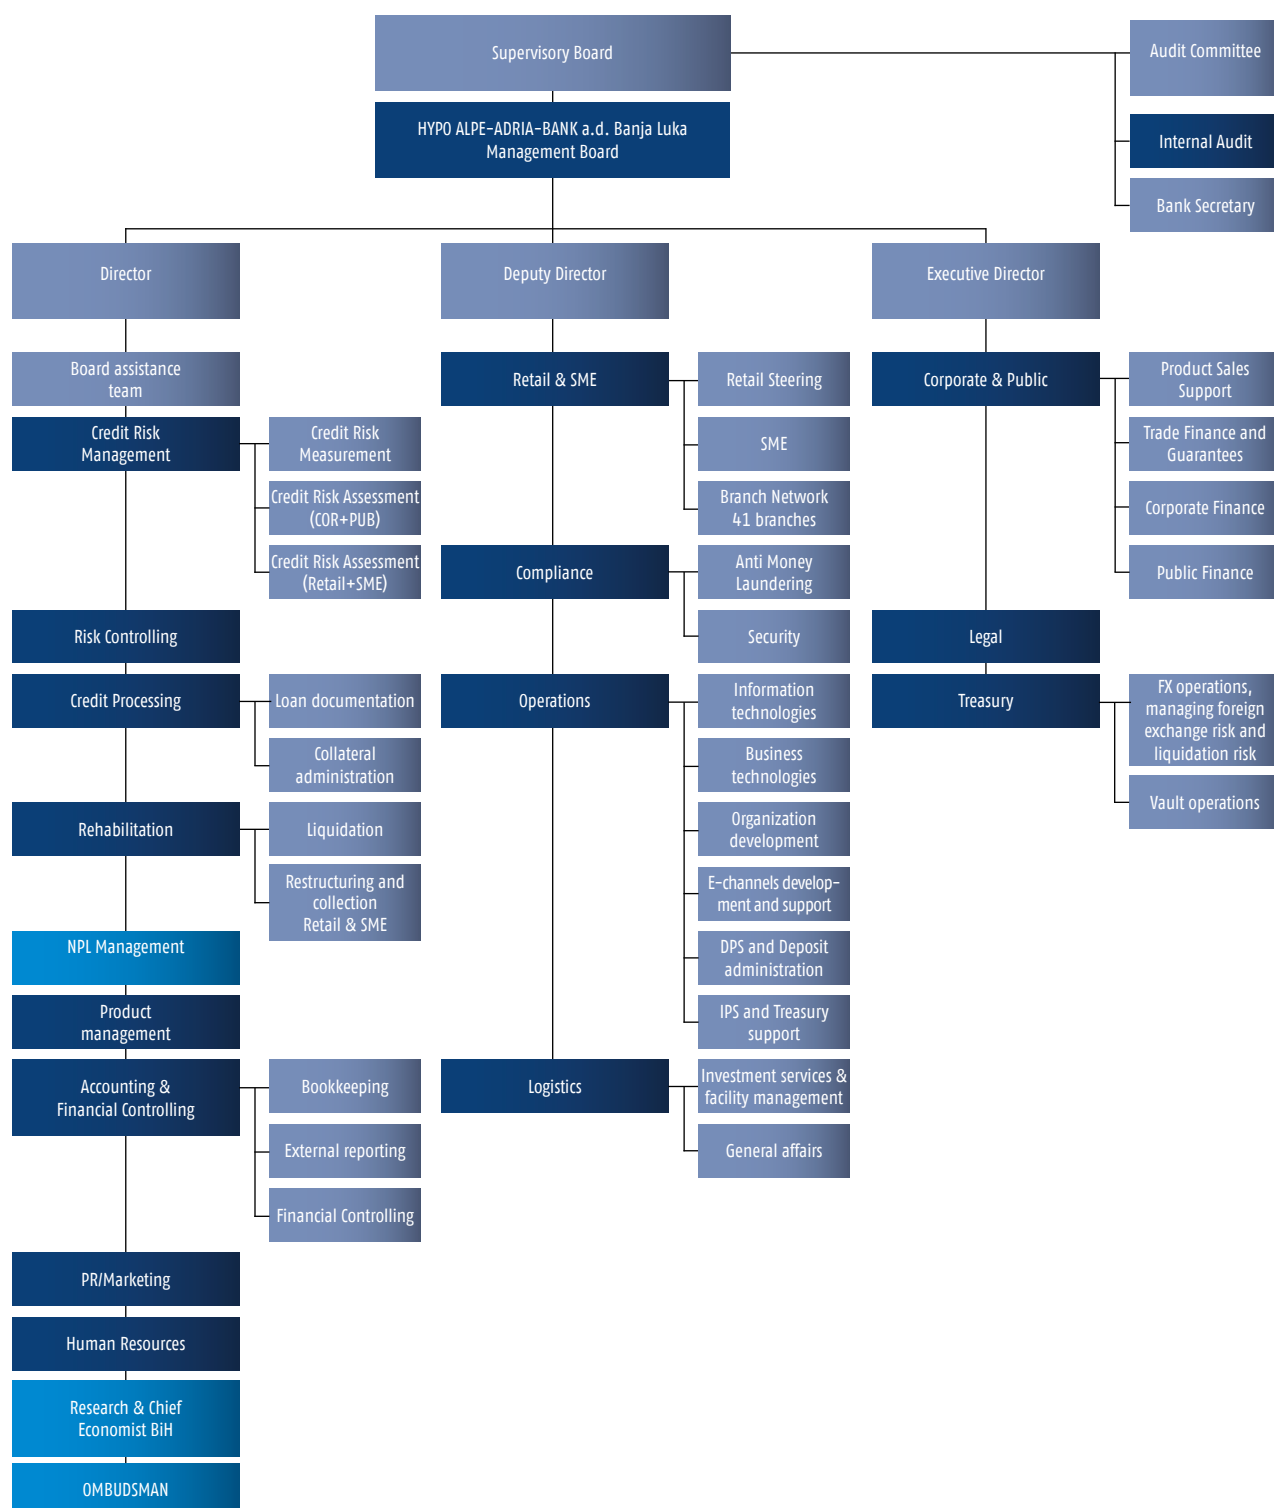 Supervisory Board
HYPO ALPE-ADRIA-BANK a.d. Banja Luka
Management Board
Audit Committee
Internal Audit
Bank Secretary
Director
Board assistance
team
Credit Risk
Management
Credit Risk
Measurement
Credit Risk Assessment
(COR+PUB)
Credit Risk Assessment
(Retail+SME)
Risk Controlling
Credit Processing
Loan documentation
Collateral
administration
Rehabilitation
Liquidation
Restructuring and
collection
Retail & SME
NPL Management
Product
management
Accounting &
Financial Controlling
Bookkeeping
External reporting
Financial Controlling
PR/Marketing
Human Resources
Research & Chief
Economist BiH
OMBUDSMAN
Deputy Director
Retail & SME
Retail Steering
SME
Branch Network
41 branches
Compliance
Anti Money
Laundering
Security
Operations
Information
technologies
Business
technologies
Organization
development
E-channels develop-
ment and support
DPS and Deposit
administration
IPS and Treasury
support
Logistics
Investment services &
facility management
General affairs
Executive Director
Corporate & Public
Product Sales
Support
Trade Finance and
Guarantees
Corporate Finance
Public Finance
Legal
Treasury
FX operations,
managing foreign
exchange risk and
liquidation risk
Vault operations